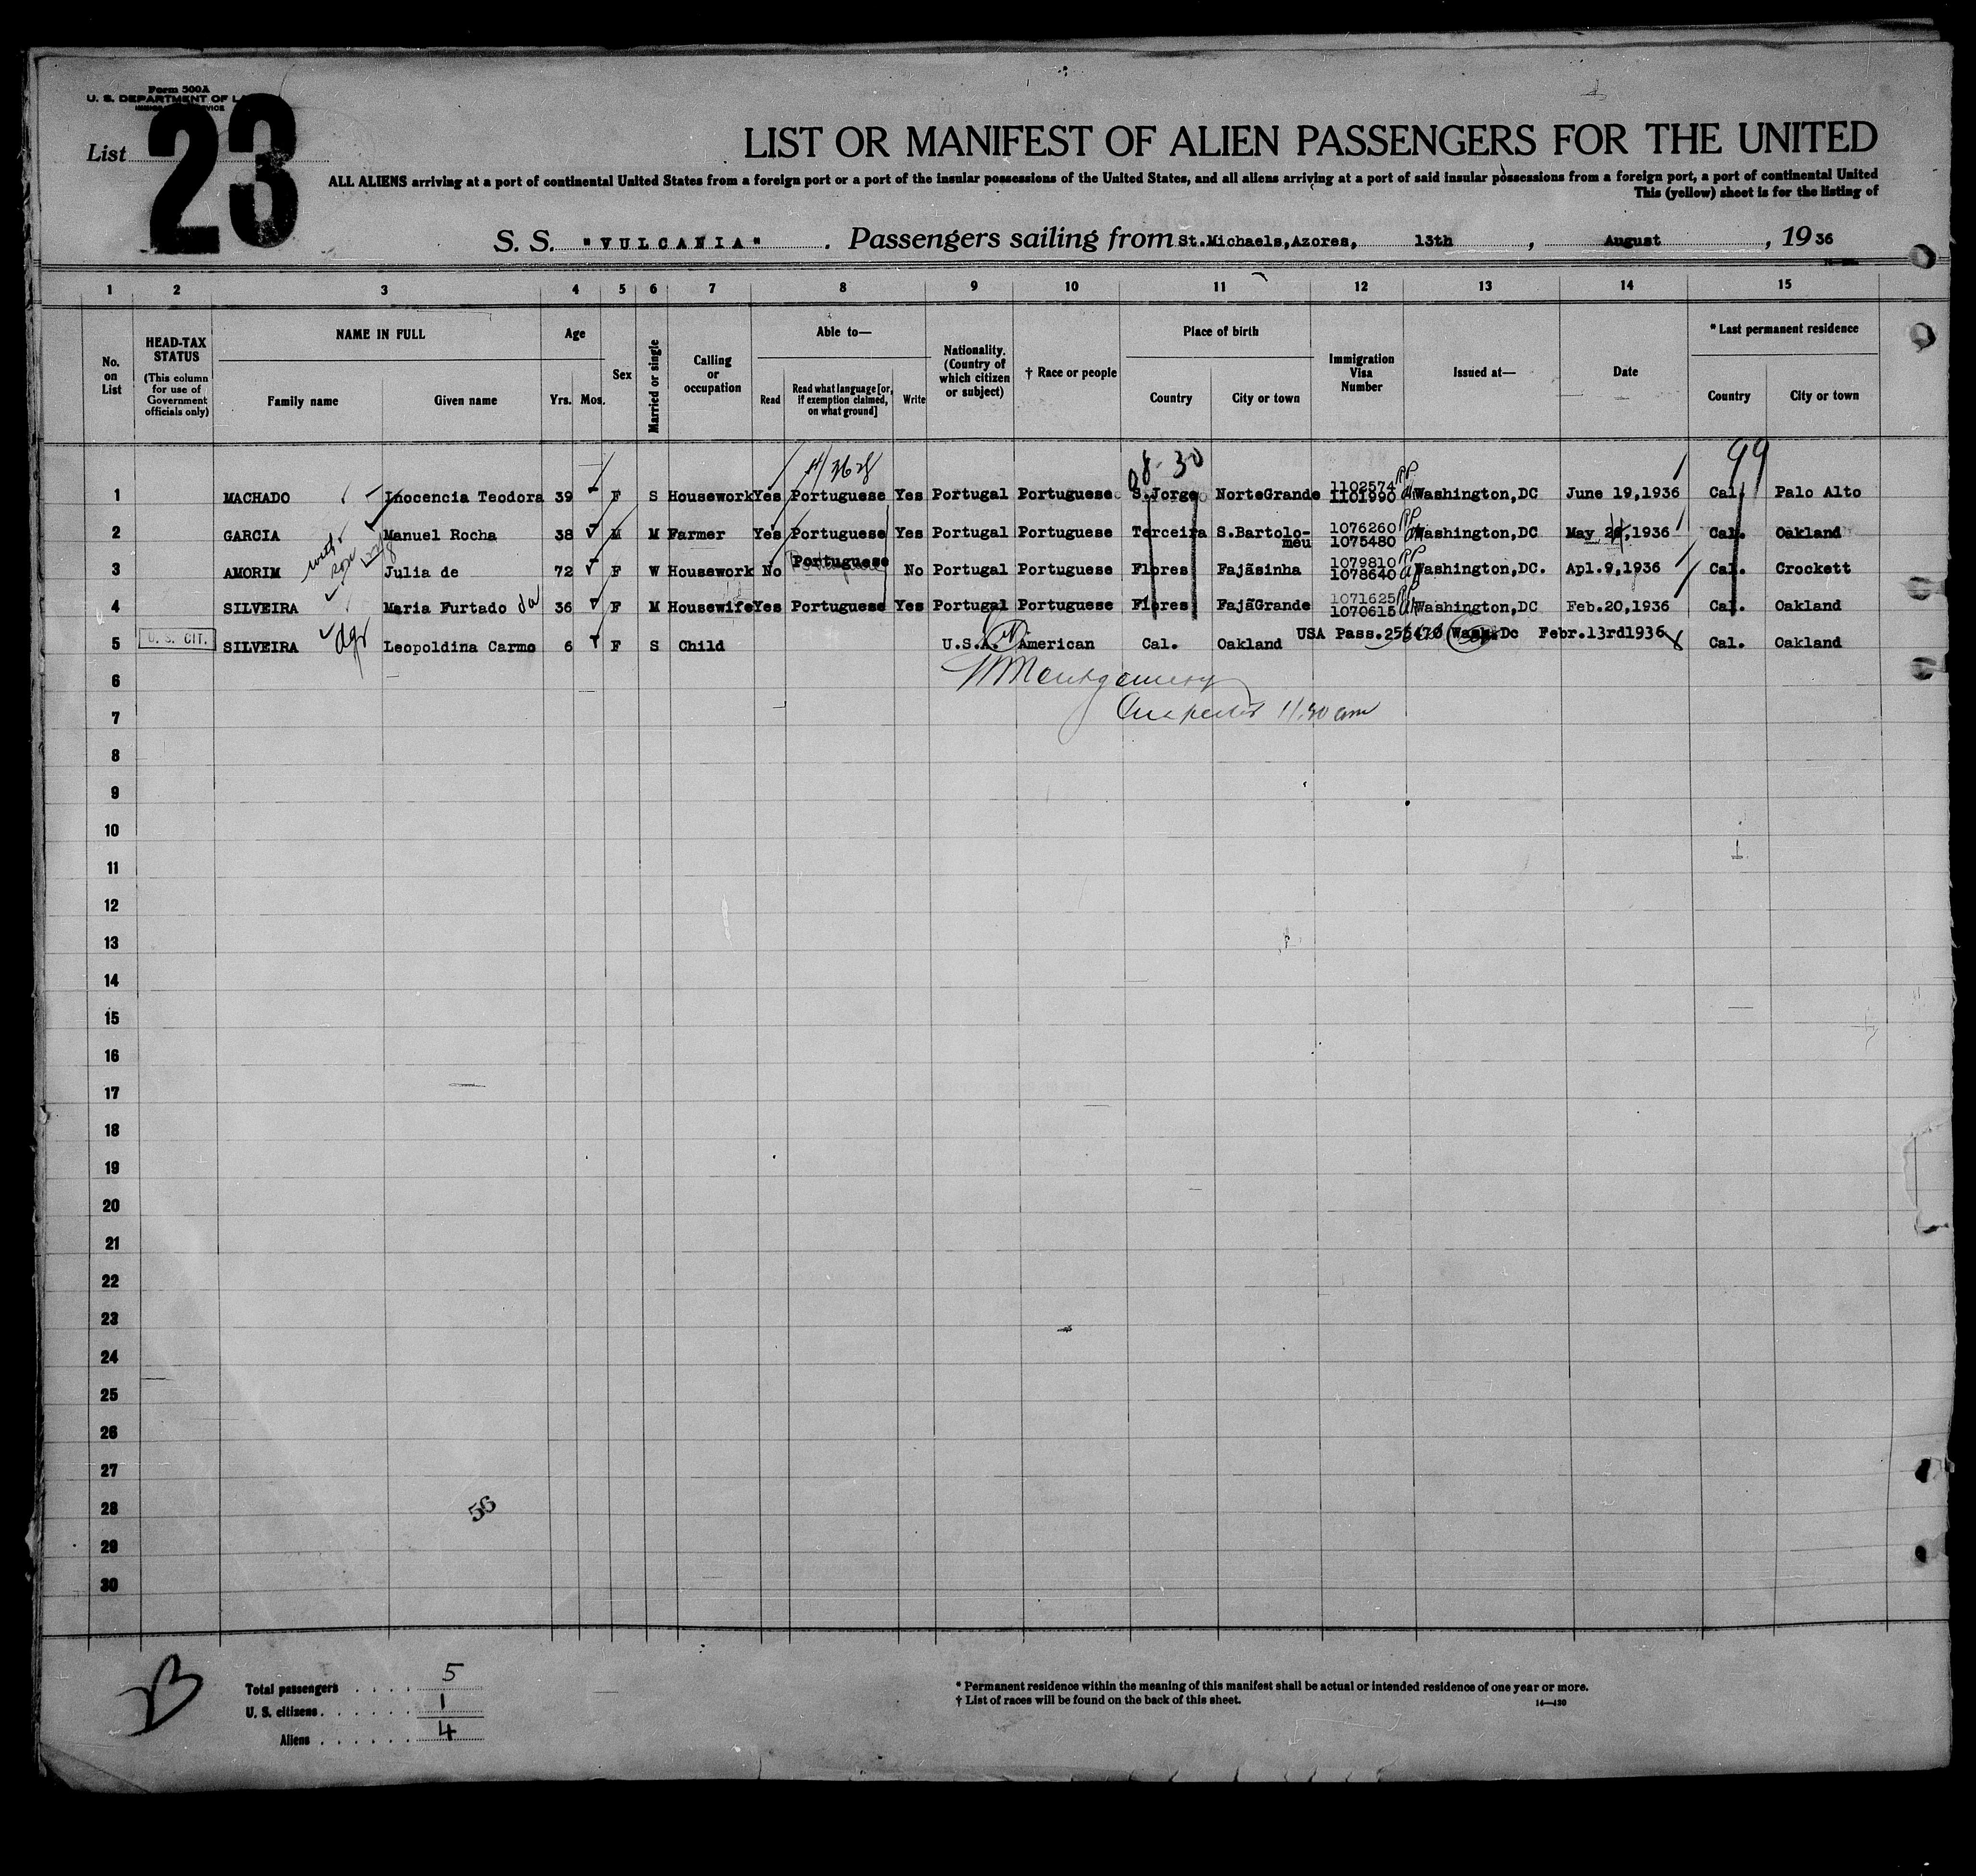 Form 500A
U. S. DEPARTMENT OF
List 23
LIST OR MANIFEST OF ALIEN PASSENGERS FOR THE UNITED
ALL ALIENS arriving at a port of continental United States from a foreign port or a port of the insular possessions of the United States, and all aliens arriving at a port of said insular possessions from a foreign port, a port of continental United
This (yellow) sheet is for the listing of
S. S. "VULCANIA". Passengers sailing from St.Michaels,Azores, 13th, August, 1936
1 2 3 4 5 6 7 8 9 10 11 12 13 14 15
No. on List
HEAD-TAX STATUS (This column for use of Government officials only)
NAME IN FULL
Family name Given name
Age
Yrs. Mos.
Sex
Married or single
Calling or occupation
Able to—
Read Read what language [or, if exemption claimed, on what ground] Write
Nationality. (Country of which citizen or subject)
† Race or people
Place of birth
Country City or town
Immigration Visa Number
Issued at—
Date
* Last permanent residence
Country City or town
08-30 99
1 MACHADO Inocencia Teodora 39 F S Housework Yes Portuguese Yes Portugal Portuguese S.Jorge NorteGrande 1102574 1101990 Washington,DC June 19,1936 Cal. Palo Alto
2 GARCIA Manuel Rocha 38 M M Farmer Yes Portuguese Yes Portugal Portuguese Terceira S.Bartolo-meu 1076260 1075480 Washington,DC May ,1936 Cal. Oakland
3 AMORIM Julia de 72 F W Housework No Portuguese No Portugal Portuguese Flores Fajãsinha 1079810 1078640 Washington,DC. Apl.9,1936 Cal. Crockett
4 SILVEIRA Maria Furtado da 36 F M Housewife Yes Portuguese Yes Portugal Portuguese Flores FajãGrande 1071625 1070615 Washington,DC Feb.20,1936 Cal. Oakland
5 U. S. CIT. SILVEIRA dgr Leopoldina Carmo 6 F S Child U.S.A. American Cal. Oakland USA Pass.255470 Wash.Dc Febr.13rd1936 Cal. Oakland
6 Montgomery
7 Inspector 11.30 am
8
9
10
11
12
13
14
15
16
17
18
19
20
21
22
23
24
25
26
27
28 56
29
30
Total passengers . . . . 5
U. S. citizens . . . . . . 1
Aliens . . . . . . 4
* Permanent residence within the meaning of this manifest shall be actual or intended residence of one year or more.
† List of races will be found on the back of this sheet. 14—430